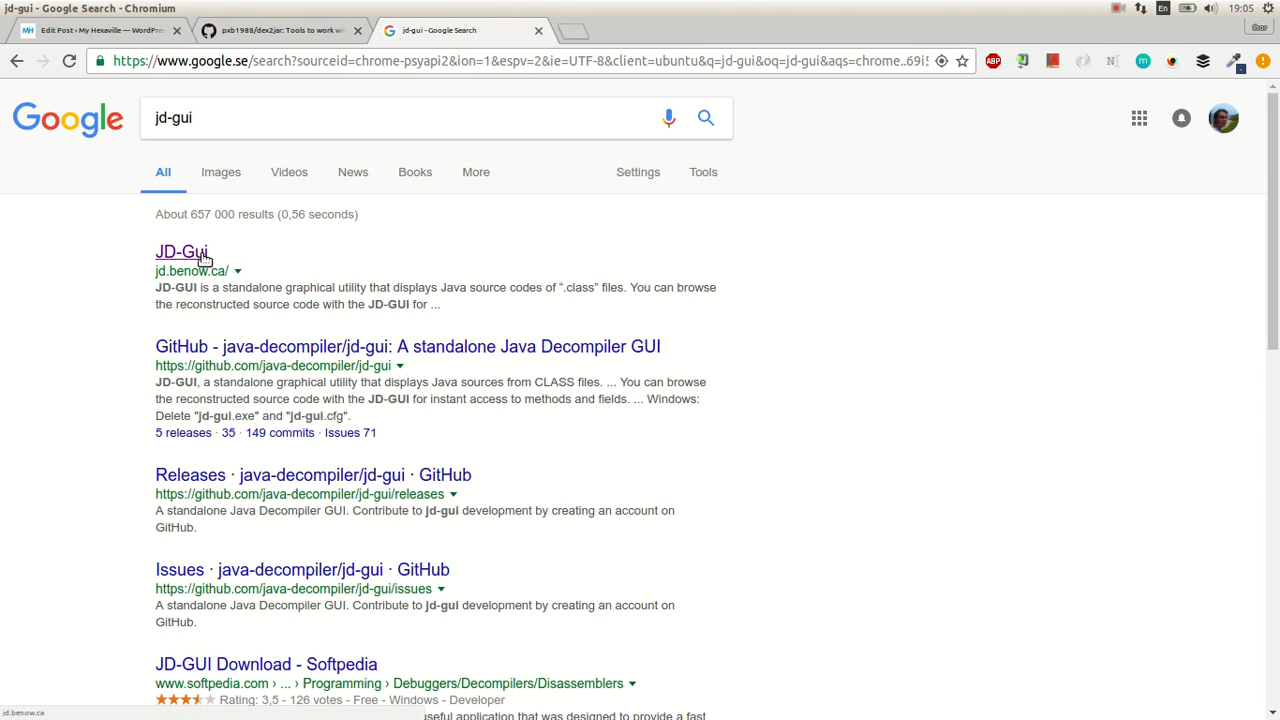 jd-gui - Google Search - Chromium
En
19:05
Edit Post ‹ My Hexaville — WordPre
pxb1988/dex2jar: Tools to work wi
jd-gui - Google Search
https://www.google.se/search?sourceid=chrome-psyapi2&ion=1&espv=2&ie=UTF-8&client=ubuntu&q=jd-gui&oq=jd-gui&aqs=chrome..69i5
ABP
Google
jd-gui
All
Images
Videos
News
Books
More
Settings
Tools
About 657 000 results (0,56 seconds)
JD-Gui
jd.benow.ca/
JD-GUI is a standalone graphical utility that displays Java source codes of “.class” files. You can browse
the reconstructed source code with the JD-GUI for ...
GitHub - java-decompiler/jd-gui: A standalone Java Decompiler GUI
https://github.com/java-decompiler/jd-gui
JD-GUI, a standalone graphical utility that displays Java sources from CLASS files. ... You can browse
the reconstructed source code with the JD-GUI for instant access to methods and fields. ... Windows:
Delete "jd-gui.exe" and "jd-gui.cfg".
5 releases · 35 · 149 commits · Issues 71
Releases · java-decompiler/jd-gui · GitHub
https://github.com/java-decompiler/jd-gui/releases
A standalone Java Decompiler GUI. Contribute to jd-gui development by creating an account on
GitHub.
Issues · java-decompiler/jd-gui · GitHub
https://github.com/java-decompiler/jd-gui/issues
A standalone Java Decompiler GUI. Contribute to jd-gui development by creating an account on
GitHub.
JD-GUI Download - Softpedia
www.softpedia.com › ... › Programming › Debuggers/Decompilers/Disassemblers
Rating: 3,5 - 126 votes - Free - Windows - Developer
useful application that was designed to provide a fast
jd.benow.ca